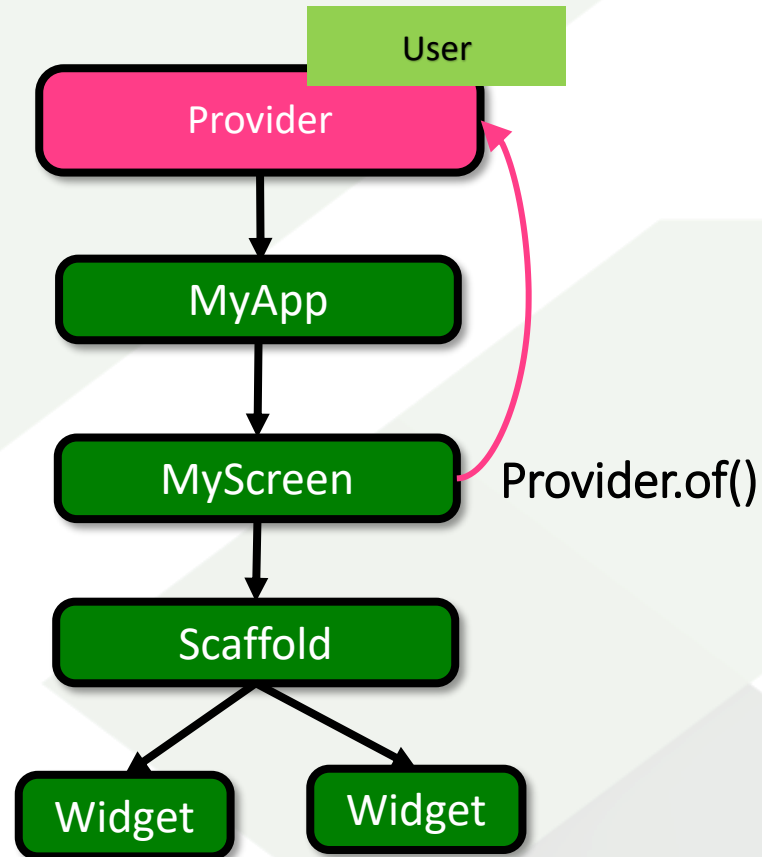 User
Provider
MyApp
MyScreen
Provider.of()
Scaffold
Widget
Widget